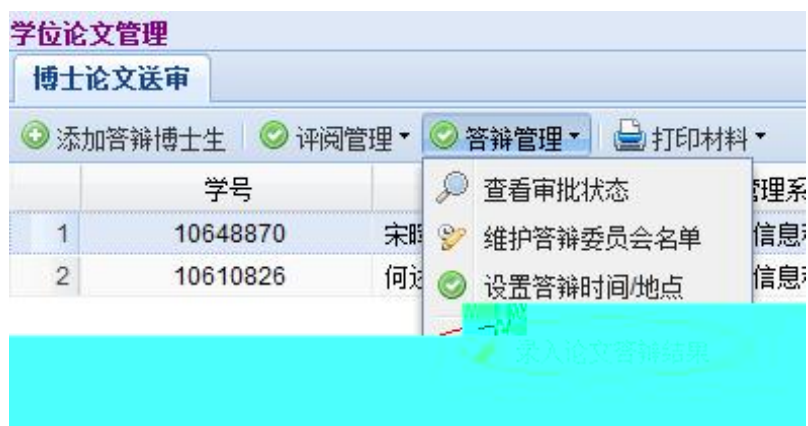 学位论文管理
博士论文送审
添加答辩博士生 评阅管理 答辩管理 打印材料
学号 管理系
查看审批状态
1 10648870 宋 信息
维护答辩委员会名单
2 10610826 何 信息
设置答辩时间/地点
录入论文答辩结果